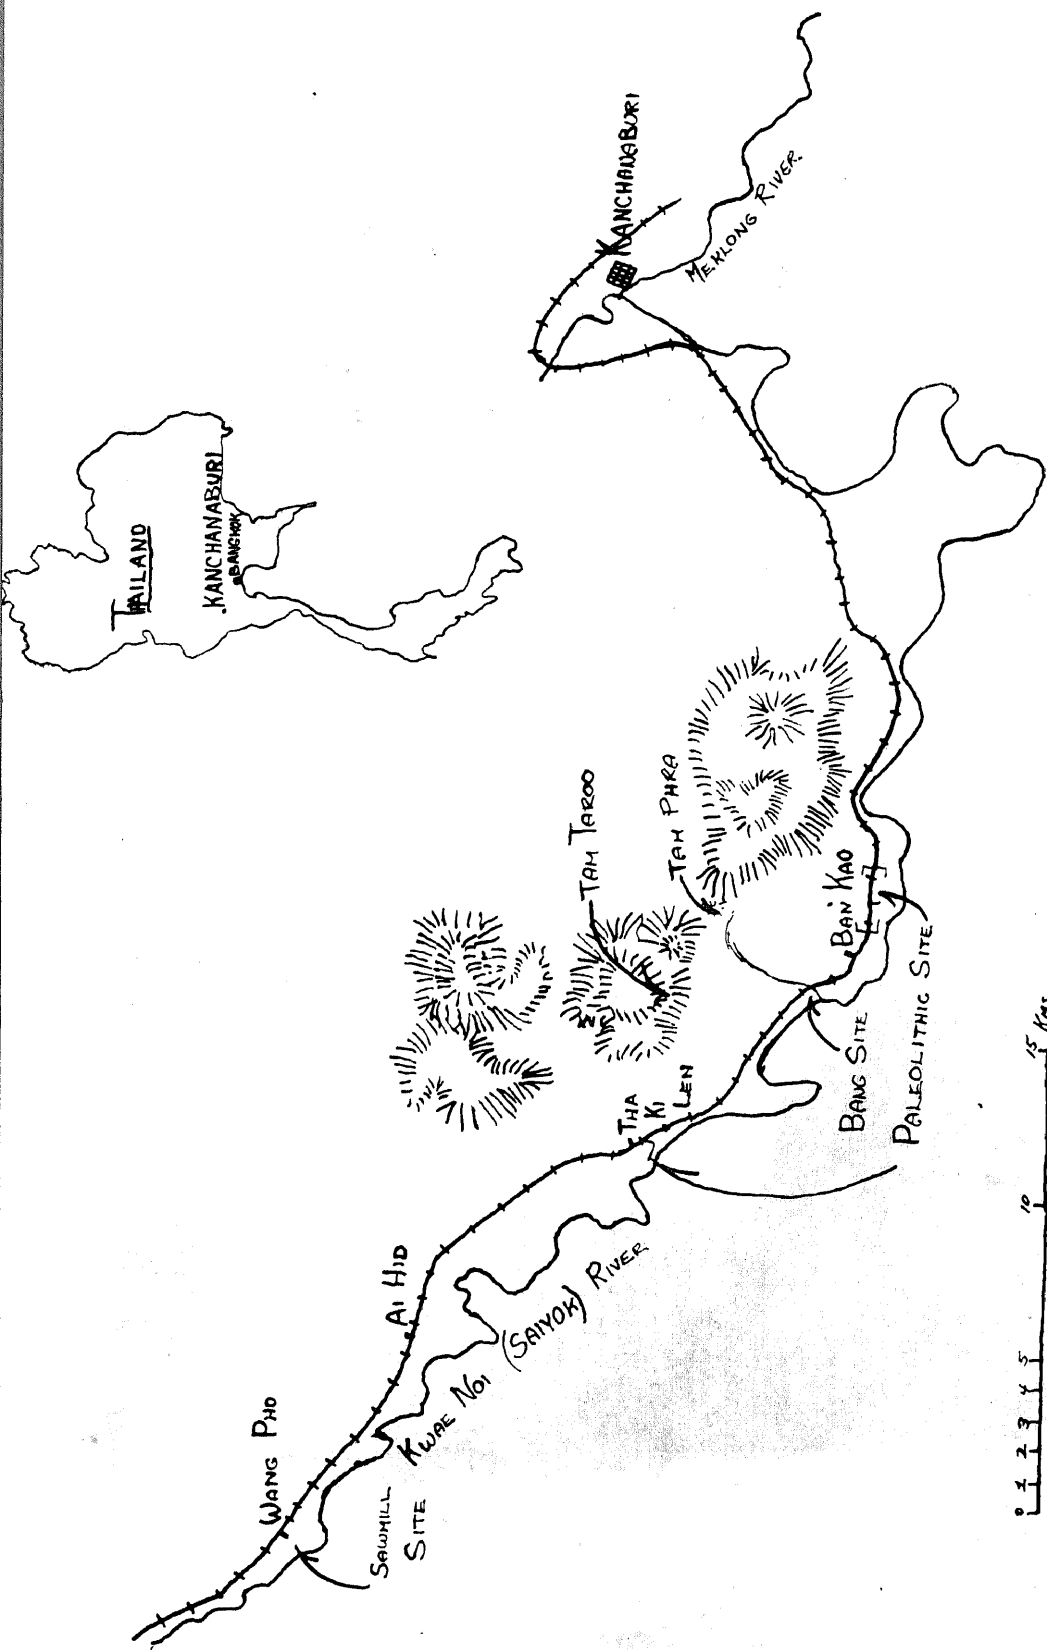 THAILAND
.KANCHANABURI
BANGKOK
KANCHANABURI
MEKLONG RIVER.
TAM TAROO
TAM PHRA
BAN KAO
PALEOLITHIC SITE
BANG SITE
THA
KI
LEN
AI HID
KWAE NOI (SAIYOK) RIVER
WANG PHO
SAWMILL
SITE
0 1 2 3 4 5 10 15 KMS